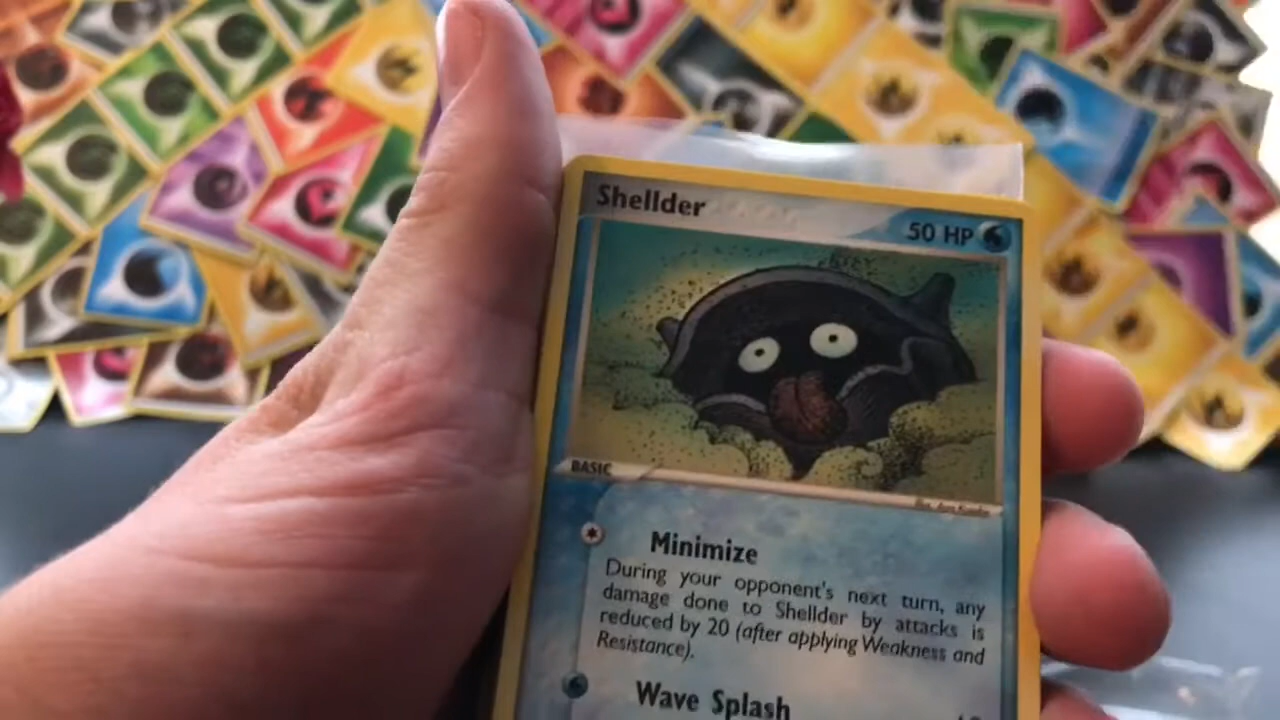 Shellder
50 HP
BASIC
Minimize
During your opponent's next turn, any
damage done to Shellder by attacks is
reduced by 20 (after applying Weakness and
Resistance).
Wave Splash